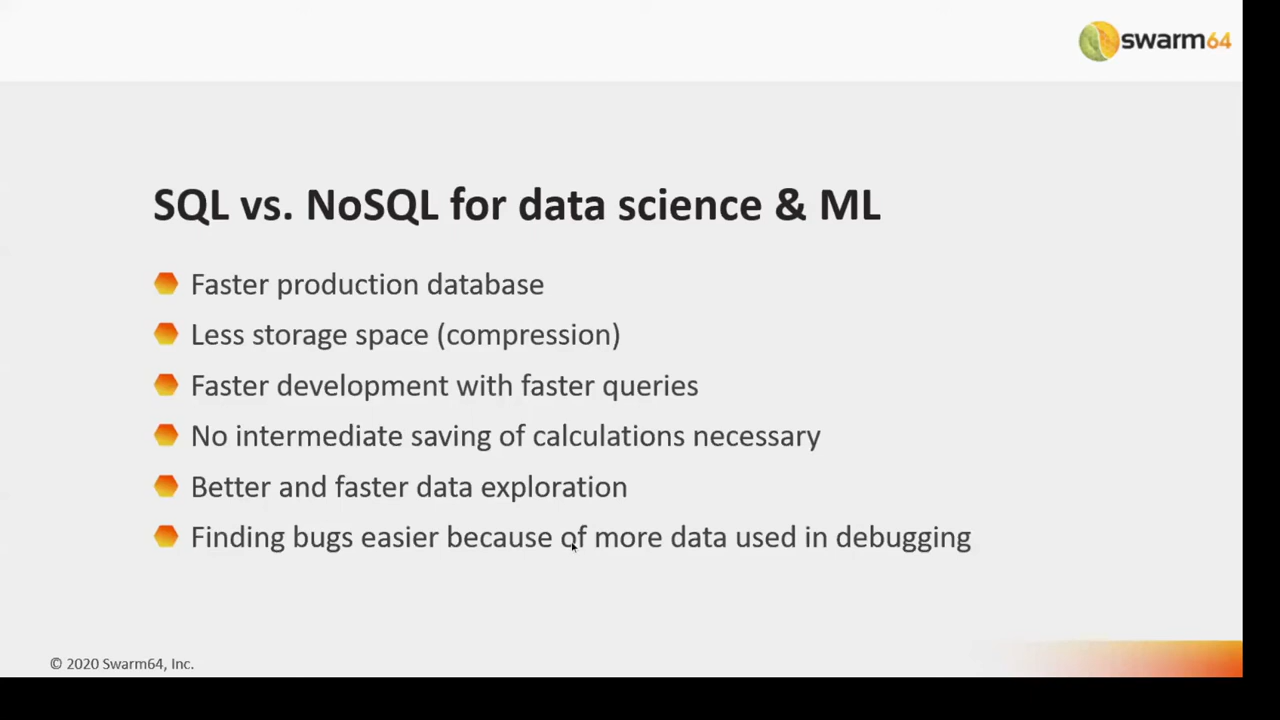 swarm64
SQL vs. NoSQL for data science & ML
Faster production database
Less storage space (compression)
Faster development with faster queries
No intermediate saving of calculations necessary
Better and faster data exploration
Finding bugs easier because of more data used in debugging
© 2020 Swarm64, Inc.